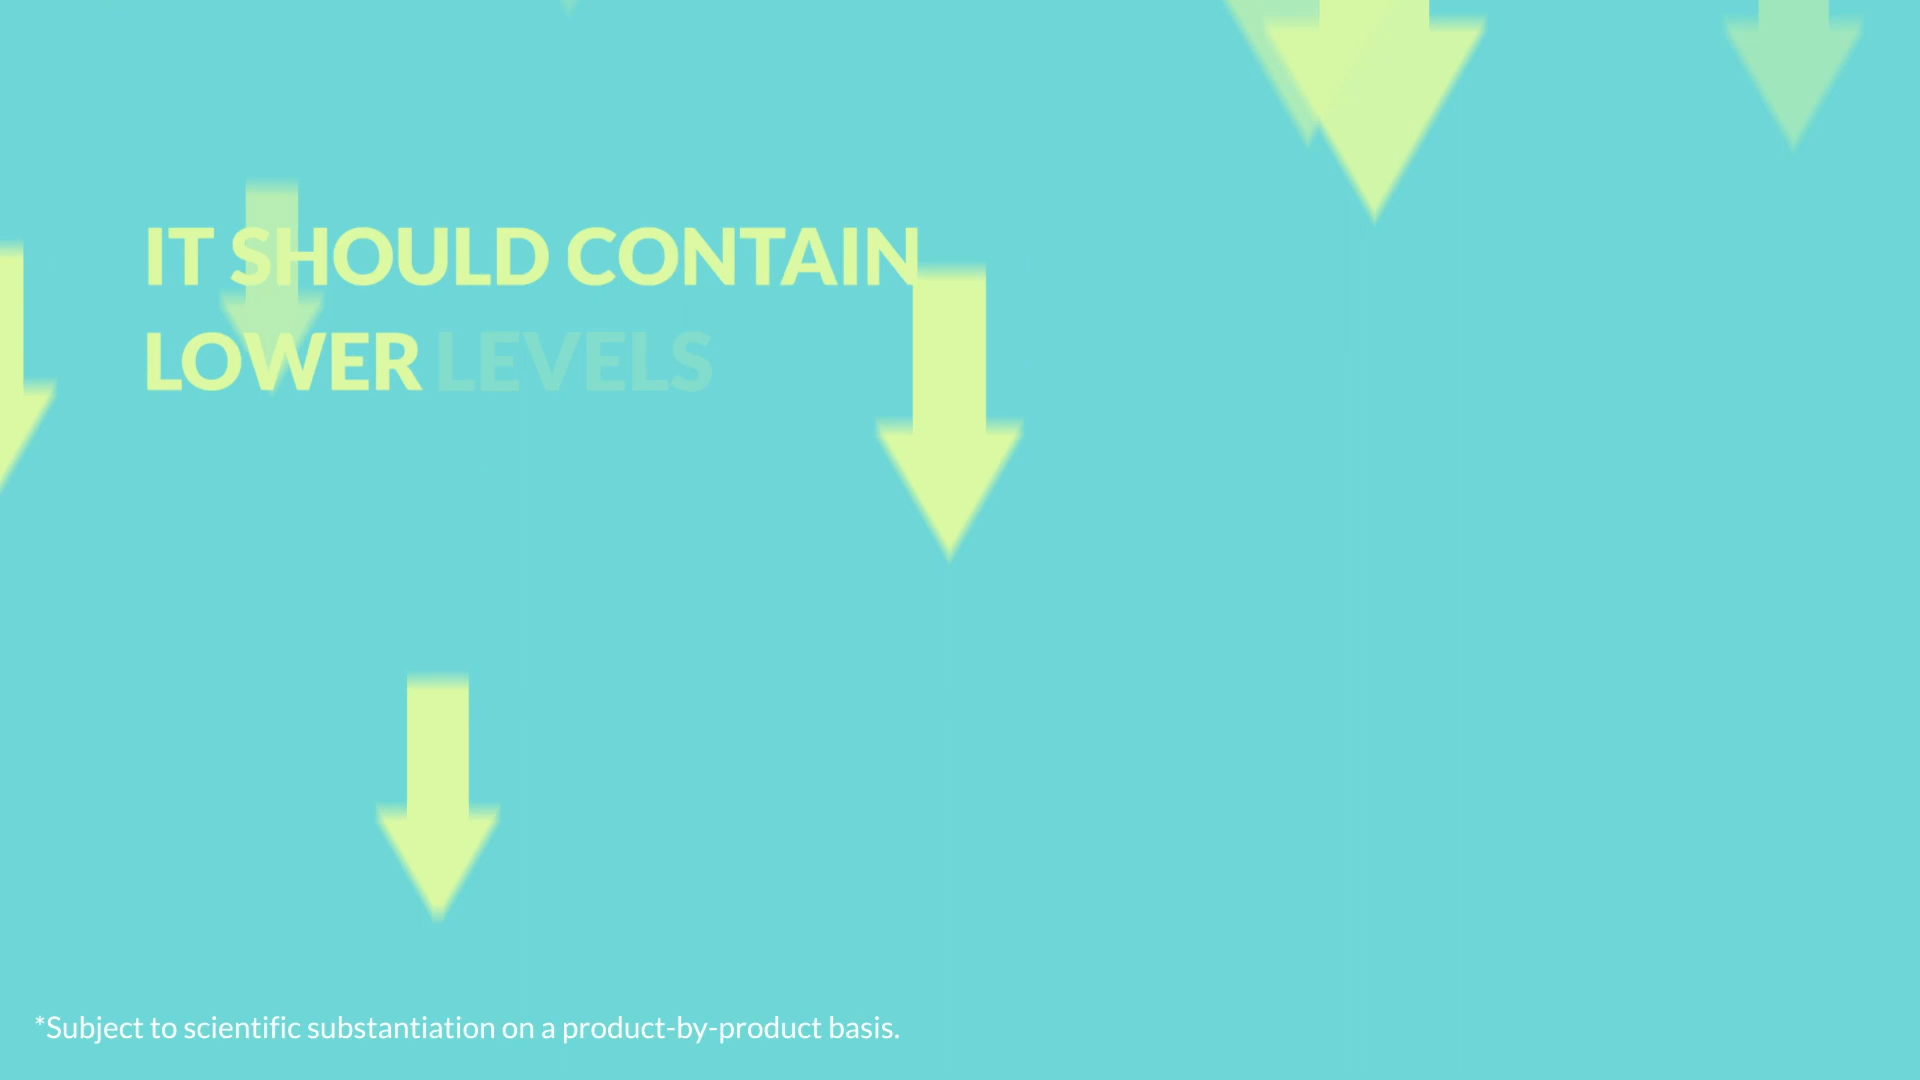 IT SHOULD CONTAIN
LOWER LEVELS
*Subject to scientific substantiation on a product-by-product basis.